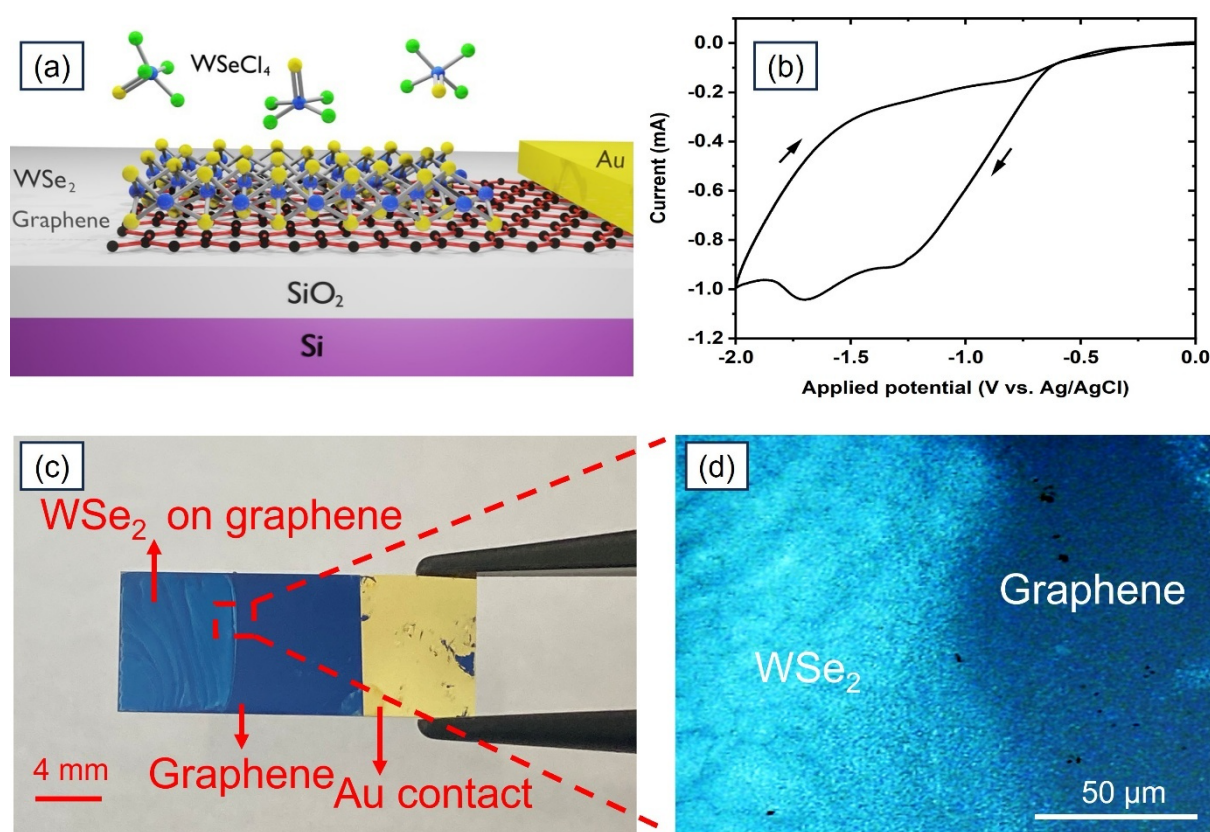 (a)
WSeCl₄
WSe₂
Graphene
Au
SiO₂
Si
(b)
Current (mA)
0.0
-0.2
-0.4
-0.6
-0.8
-1.0
-1.2
-2.0 -1.5 -1.0 -0.5 0.0
Applied potential (V vs. Ag/AgCl)
(c)
WSe₂ on graphene
4 mm
Graphene
Au contact
(d)
Graphene
WSe₂
50 μm